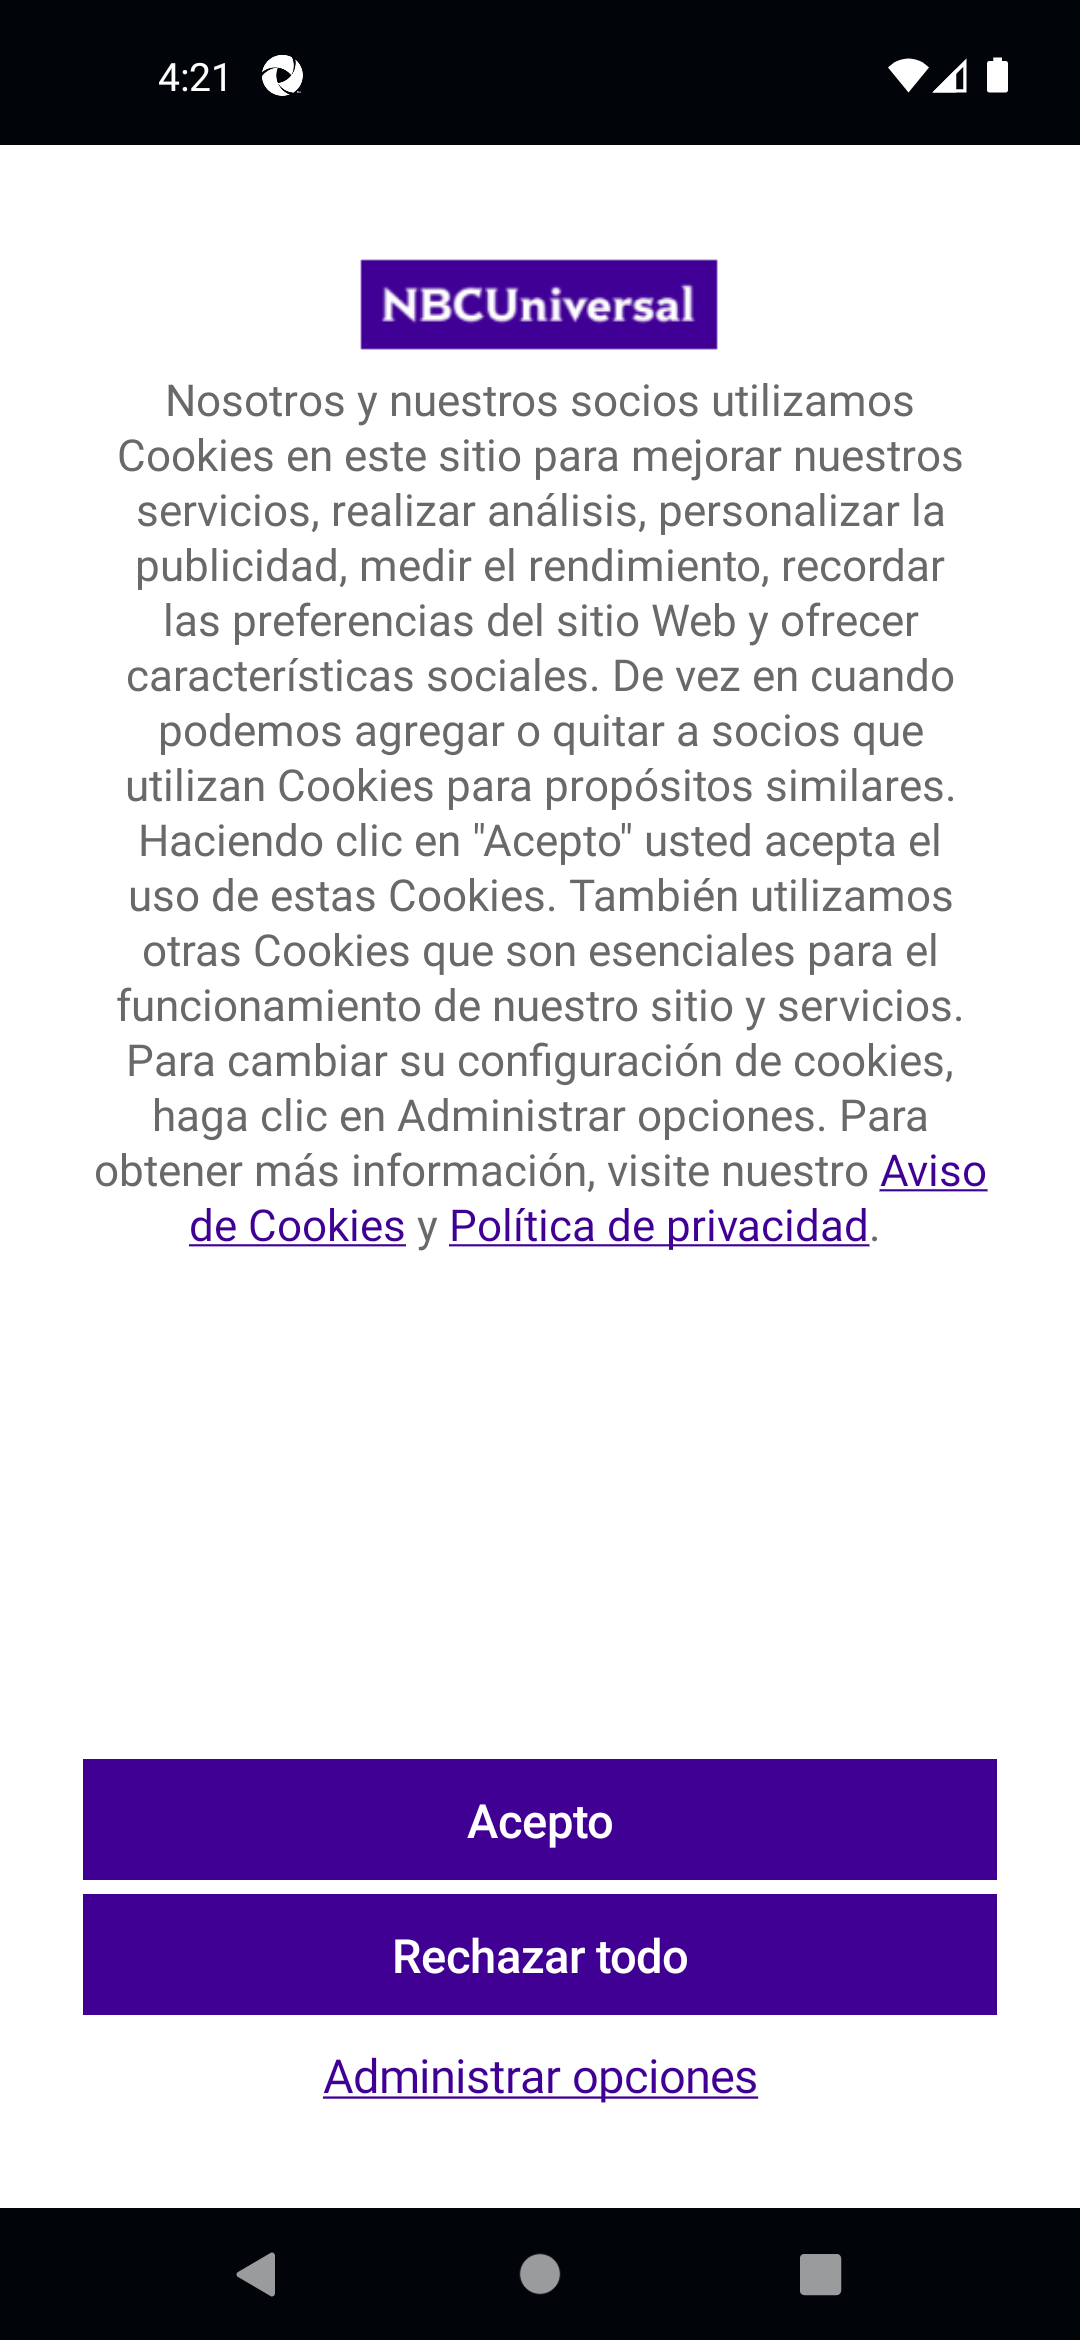 4:21
NBCUniversal
Nosotros y nuestros socios utilizamos
Cookies en este sitio para mejorar nuestros
servicios, realizar análisis, personalizar la
publicidad, medir el rendimiento, recordar
las preferencias del sitio Web y ofrecer
características sociales. De vez en cuando
podemos agregar o quitar a socios que
utilizan Cookies para propósitos similares.
Haciendo clic en "Acepto" usted acepta el
uso de estas Cookies. También utilizamos
otras Cookies que son esenciales para el
funcionamiento de nuestro sitio y servicios.
Para cambiar su configuración de cookies,
haga clic en Administrar opciones. Para
obtener más información, visite nuestro Aviso
de Cookies y Política de privacidad.
Acepto
Rechazar todo
Administrar opciones